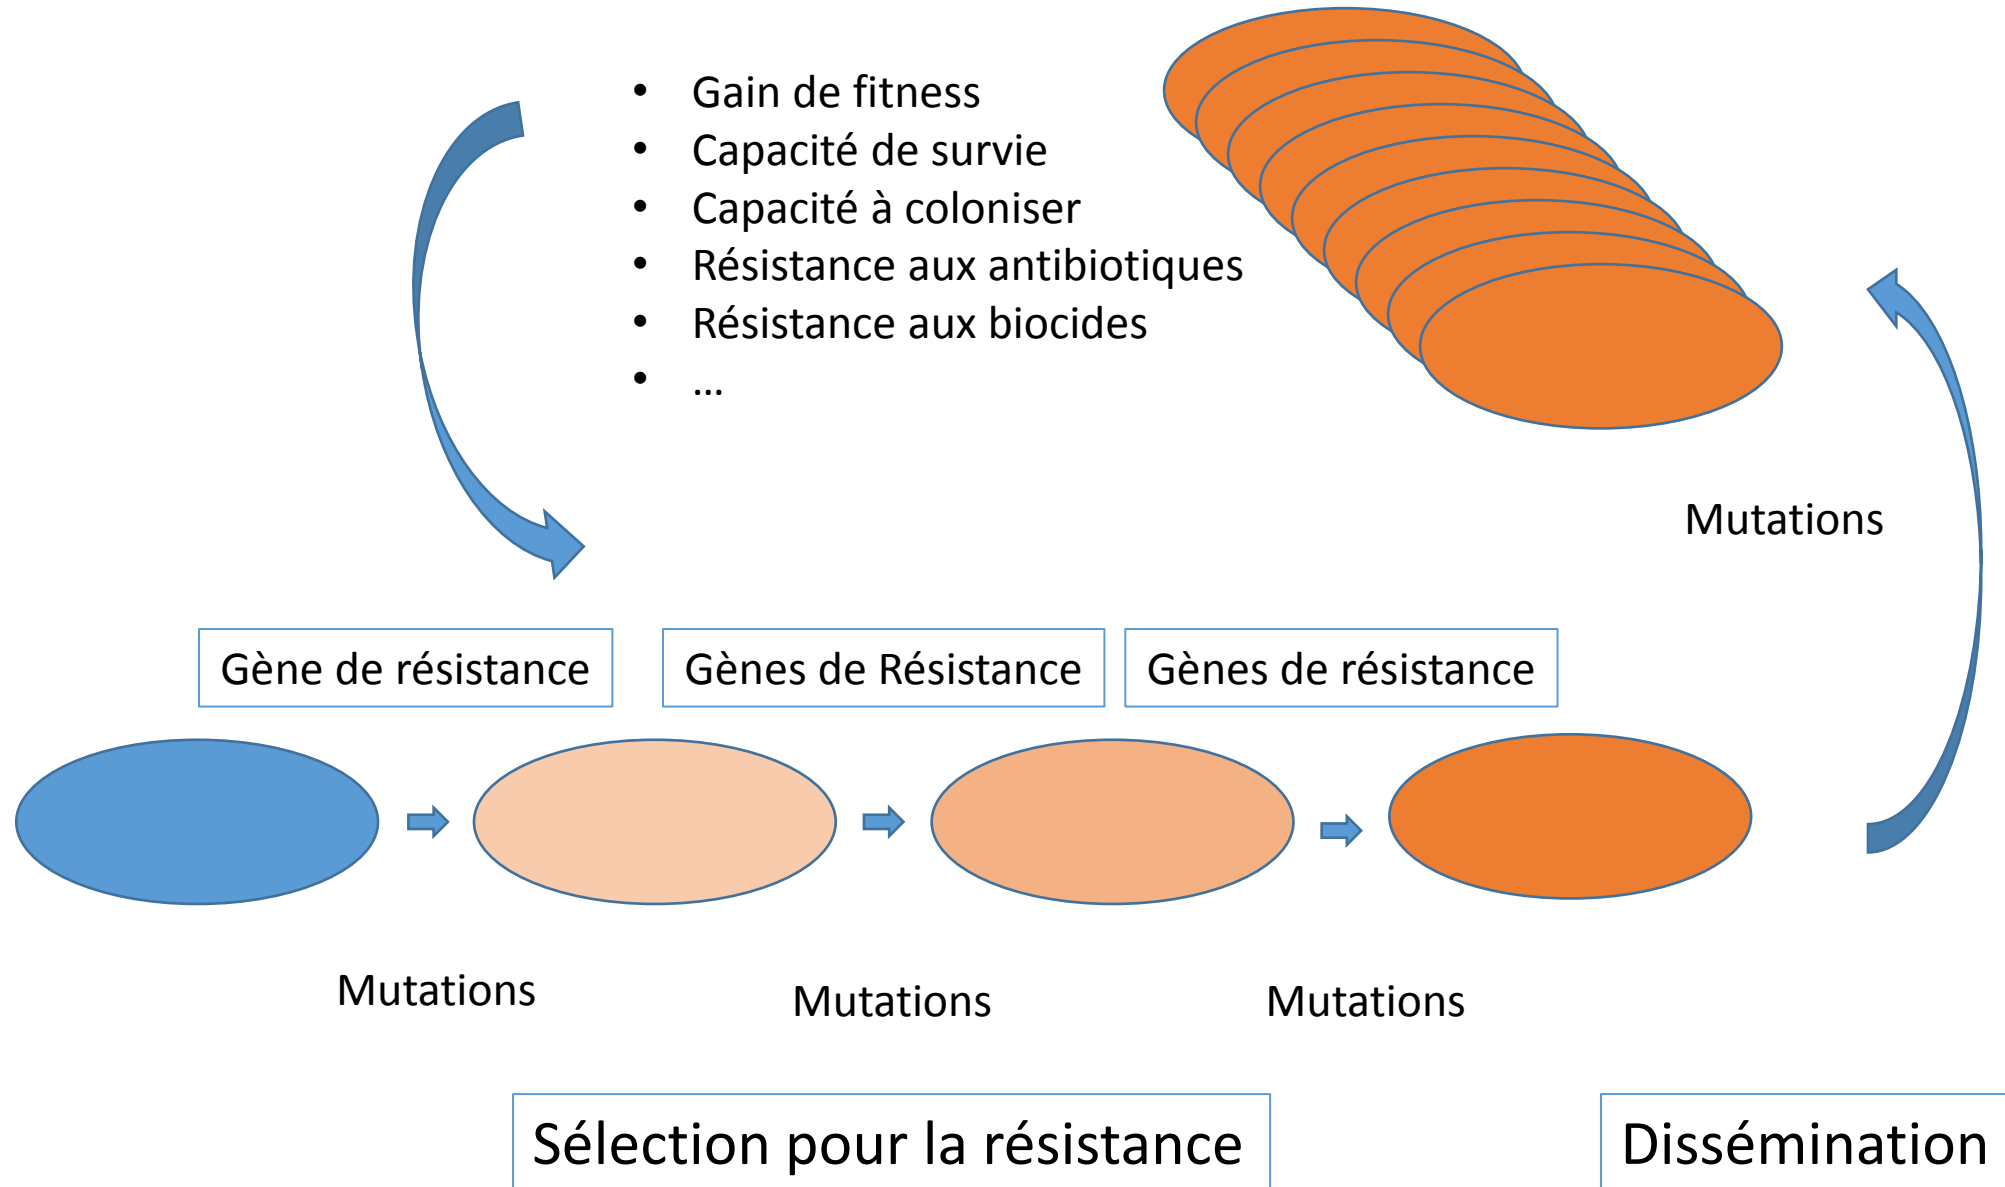 • Gain de fitness
• Capacité de survie
• Capacité à coloniser
• Résistance aux antibiotiques
• Résistance aux biocides
• …
Mutations
Gène de résistance
Gènes de Résistance
Gènes de résistance
Mutations
Mutations
Mutations
Sélection pour la résistance
Dissémination